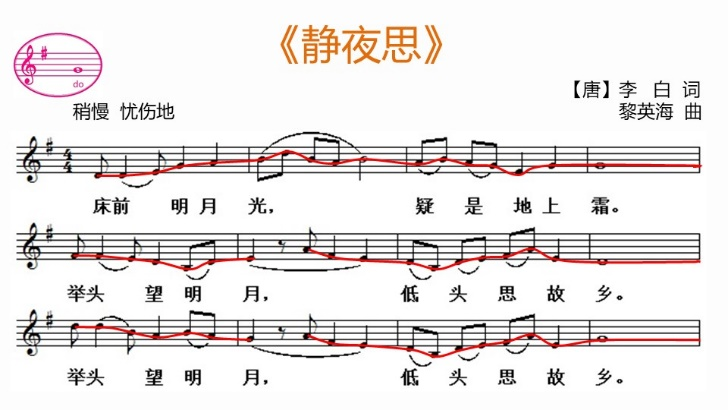 《静夜思》
do
【唐】李 白 词
稍慢 忧伤地
黎英海 曲
4
4
床前 明月 光， 疑 是 地上 霜。
举头 望明 月， 低 头 思故 乡。
举头 望明 月， 低 头 思故 乡。